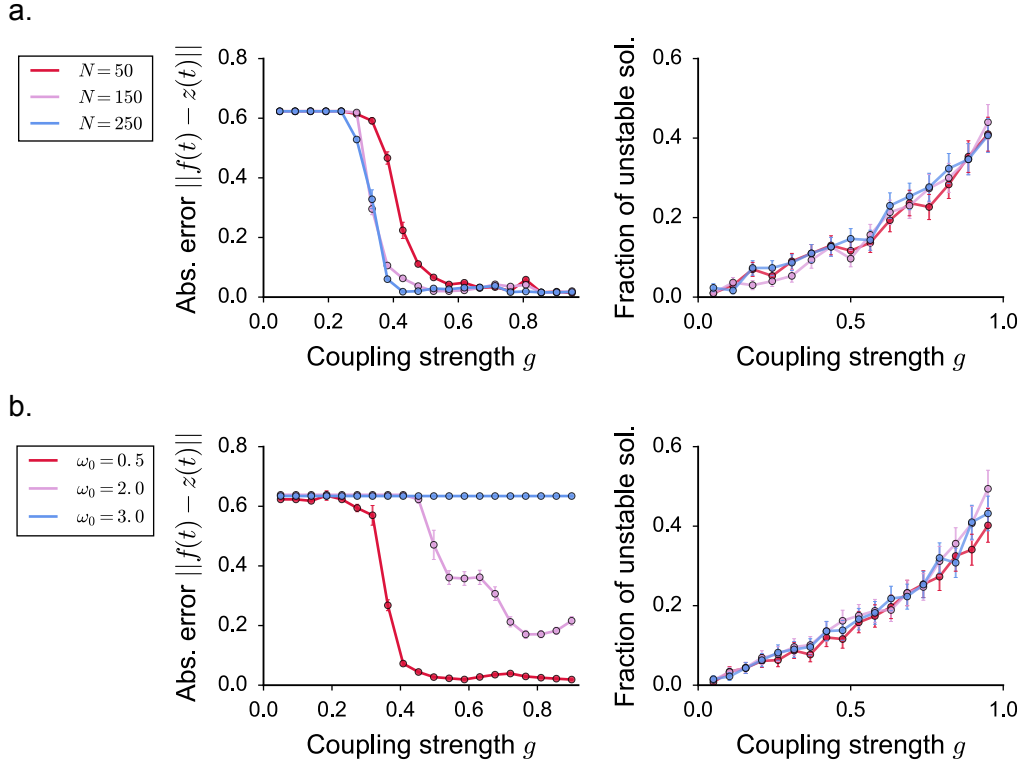 a.
N = 50
N = 150
N = 250
Abs. error ||f(t) − z(t)||
0.8
0.6
0.4
0.2
0.0
0.0 0.2 0.4 0.6 0.8
Coupling strength g
Fraction of unstable sol.
0.6
0.4
0.2
0.0
0.0 0.5 1.0
Coupling strength g
b.
ω₀ = 0.5
ω₀ = 2.0
ω₀ = 3.0
Abs. error ||f(t) − z(t)||
0.8
0.6
0.4
0.2
0.0
0.0 0.2 0.4 0.6 0.8
Coupling strength g
Fraction of unstable sol.
0.6
0.4
0.2
0.0
0.0 0.5 1.0
Coupling strength g